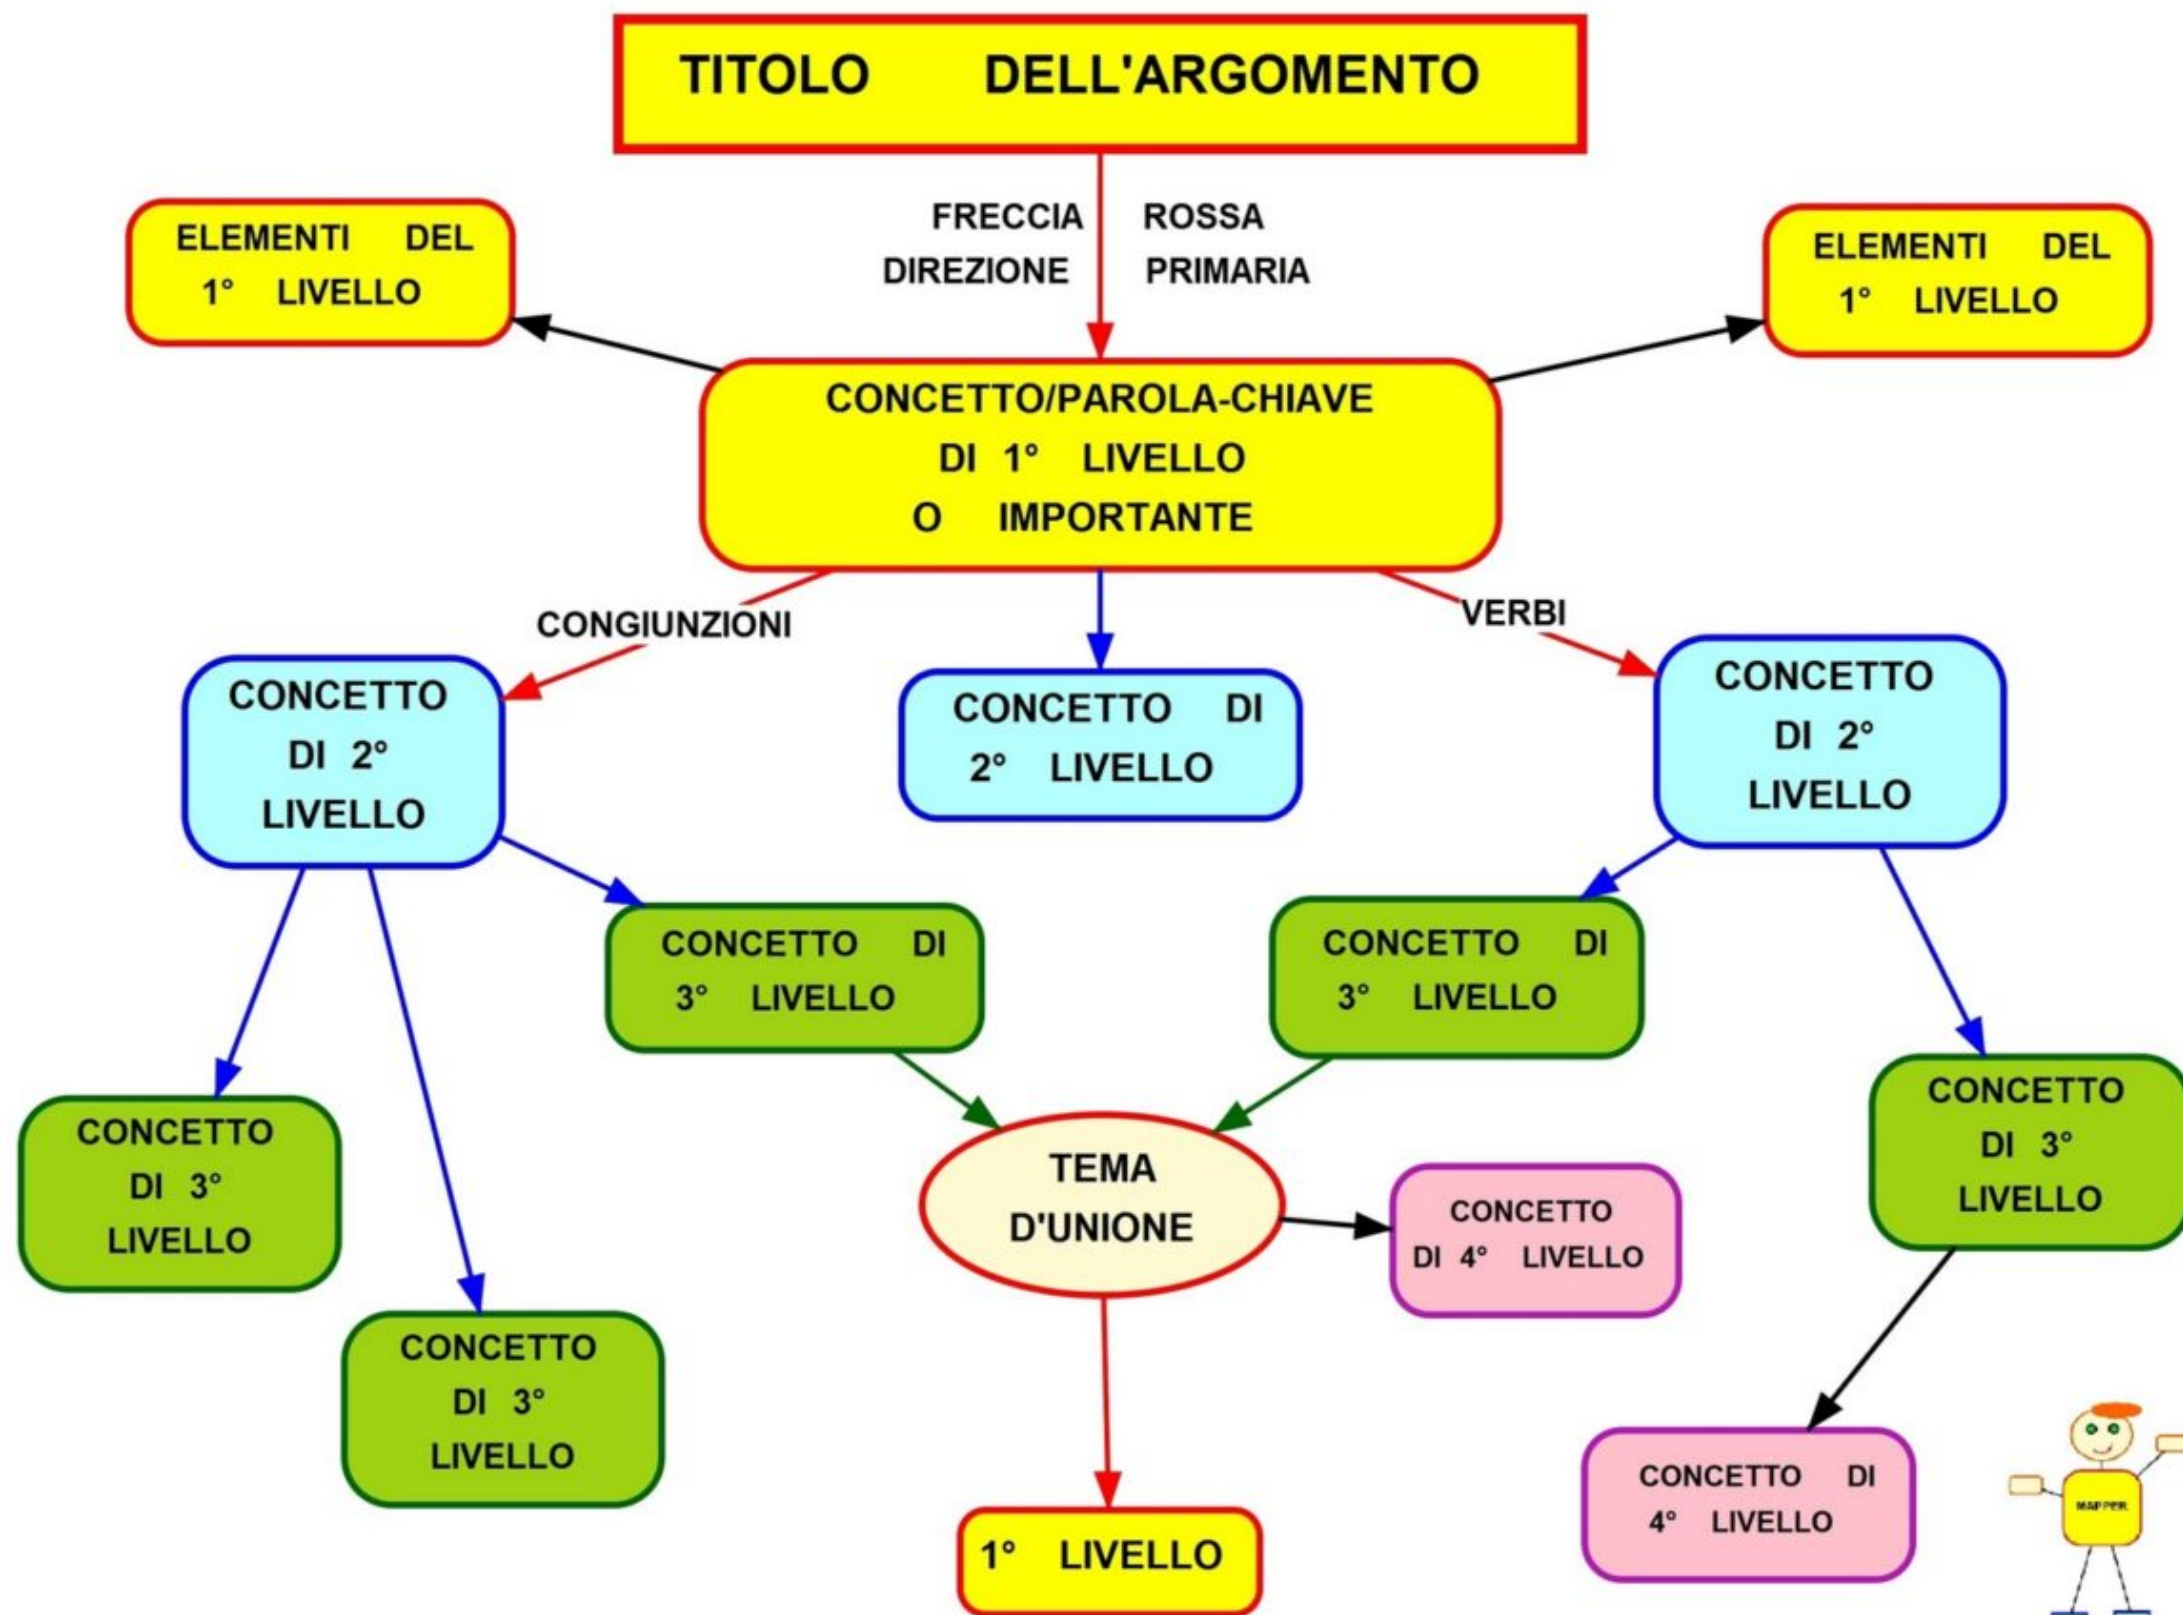 TITOLO DELL'ARGOMENTO
FRECCIA ROSSA
DIREZIONE PRIMARIA
ELEMENTI DEL
1° LIVELLO
ELEMENTI DEL
1° LIVELLO
CONCETTO/PAROLA-CHIAVE
DI 1° LIVELLO
O IMPORTANTE
CONGIUNZIONI
VERBI
CONCETTO
DI 2°
LIVELLO
CONCETTO DI
2° LIVELLO
CONCETTO
DI 2°
LIVELLO
CONCETTO DI
3° LIVELLO
CONCETTO DI
3° LIVELLO
CONCETTO
DI 3°
LIVELLO
CONCETTO
DI 3°
LIVELLO
TEMA
D'UNIONE
CONCETTO
DI 4° LIVELLO
CONCETTO
DI 3°
LIVELLO
CONCETTO DI
4° LIVELLO
1° LIVELLO
MAPPER